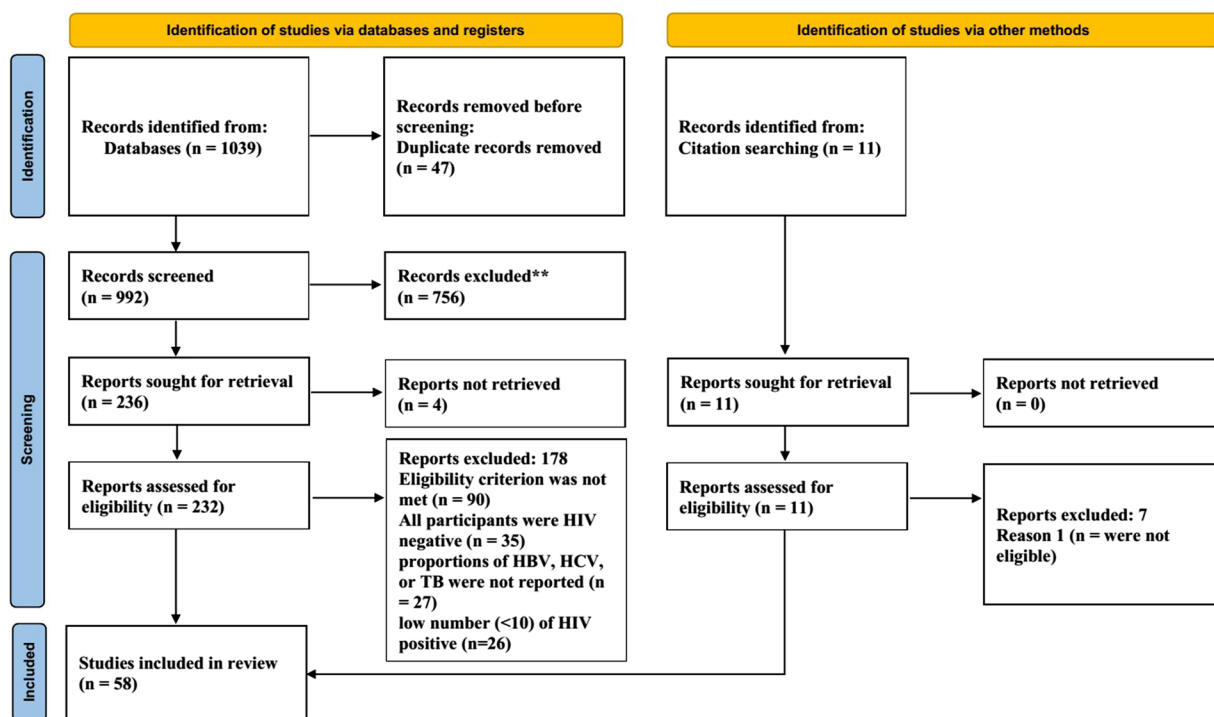 Identification of studies via databases and registers
Identification of studies via other methods
Identification
Records identified from:
Databases (n = 1039)
Records removed before
screening:
Duplicate records removed
(n = 47)
Records identified from:
Citation searching (n = 11)
Screening
Records screened
(n = 992)
Records excluded**
(n = 756)
Reports sought for retrieval
(n = 236)
Reports not retrieved
(n = 4)
Reports sought for retrieval
(n = 11)
Reports not retrieved
(n = 0)
Reports assessed for
eligibility (n = 232)
Reports excluded: 178
Eligibility criterion was not
met (n = 90)
All participants were HIV
negative (n = 35)
proportions of HBV, HCV,
or TB were not reported (n
= 27)
low number (<10) of HIV
positive (n=26)
Reports assessed for
eligibility (n = 11)
Reports excluded: 7
Reason 1 (n = were not
eligible)
Included
Studies included in review
(n = 58)